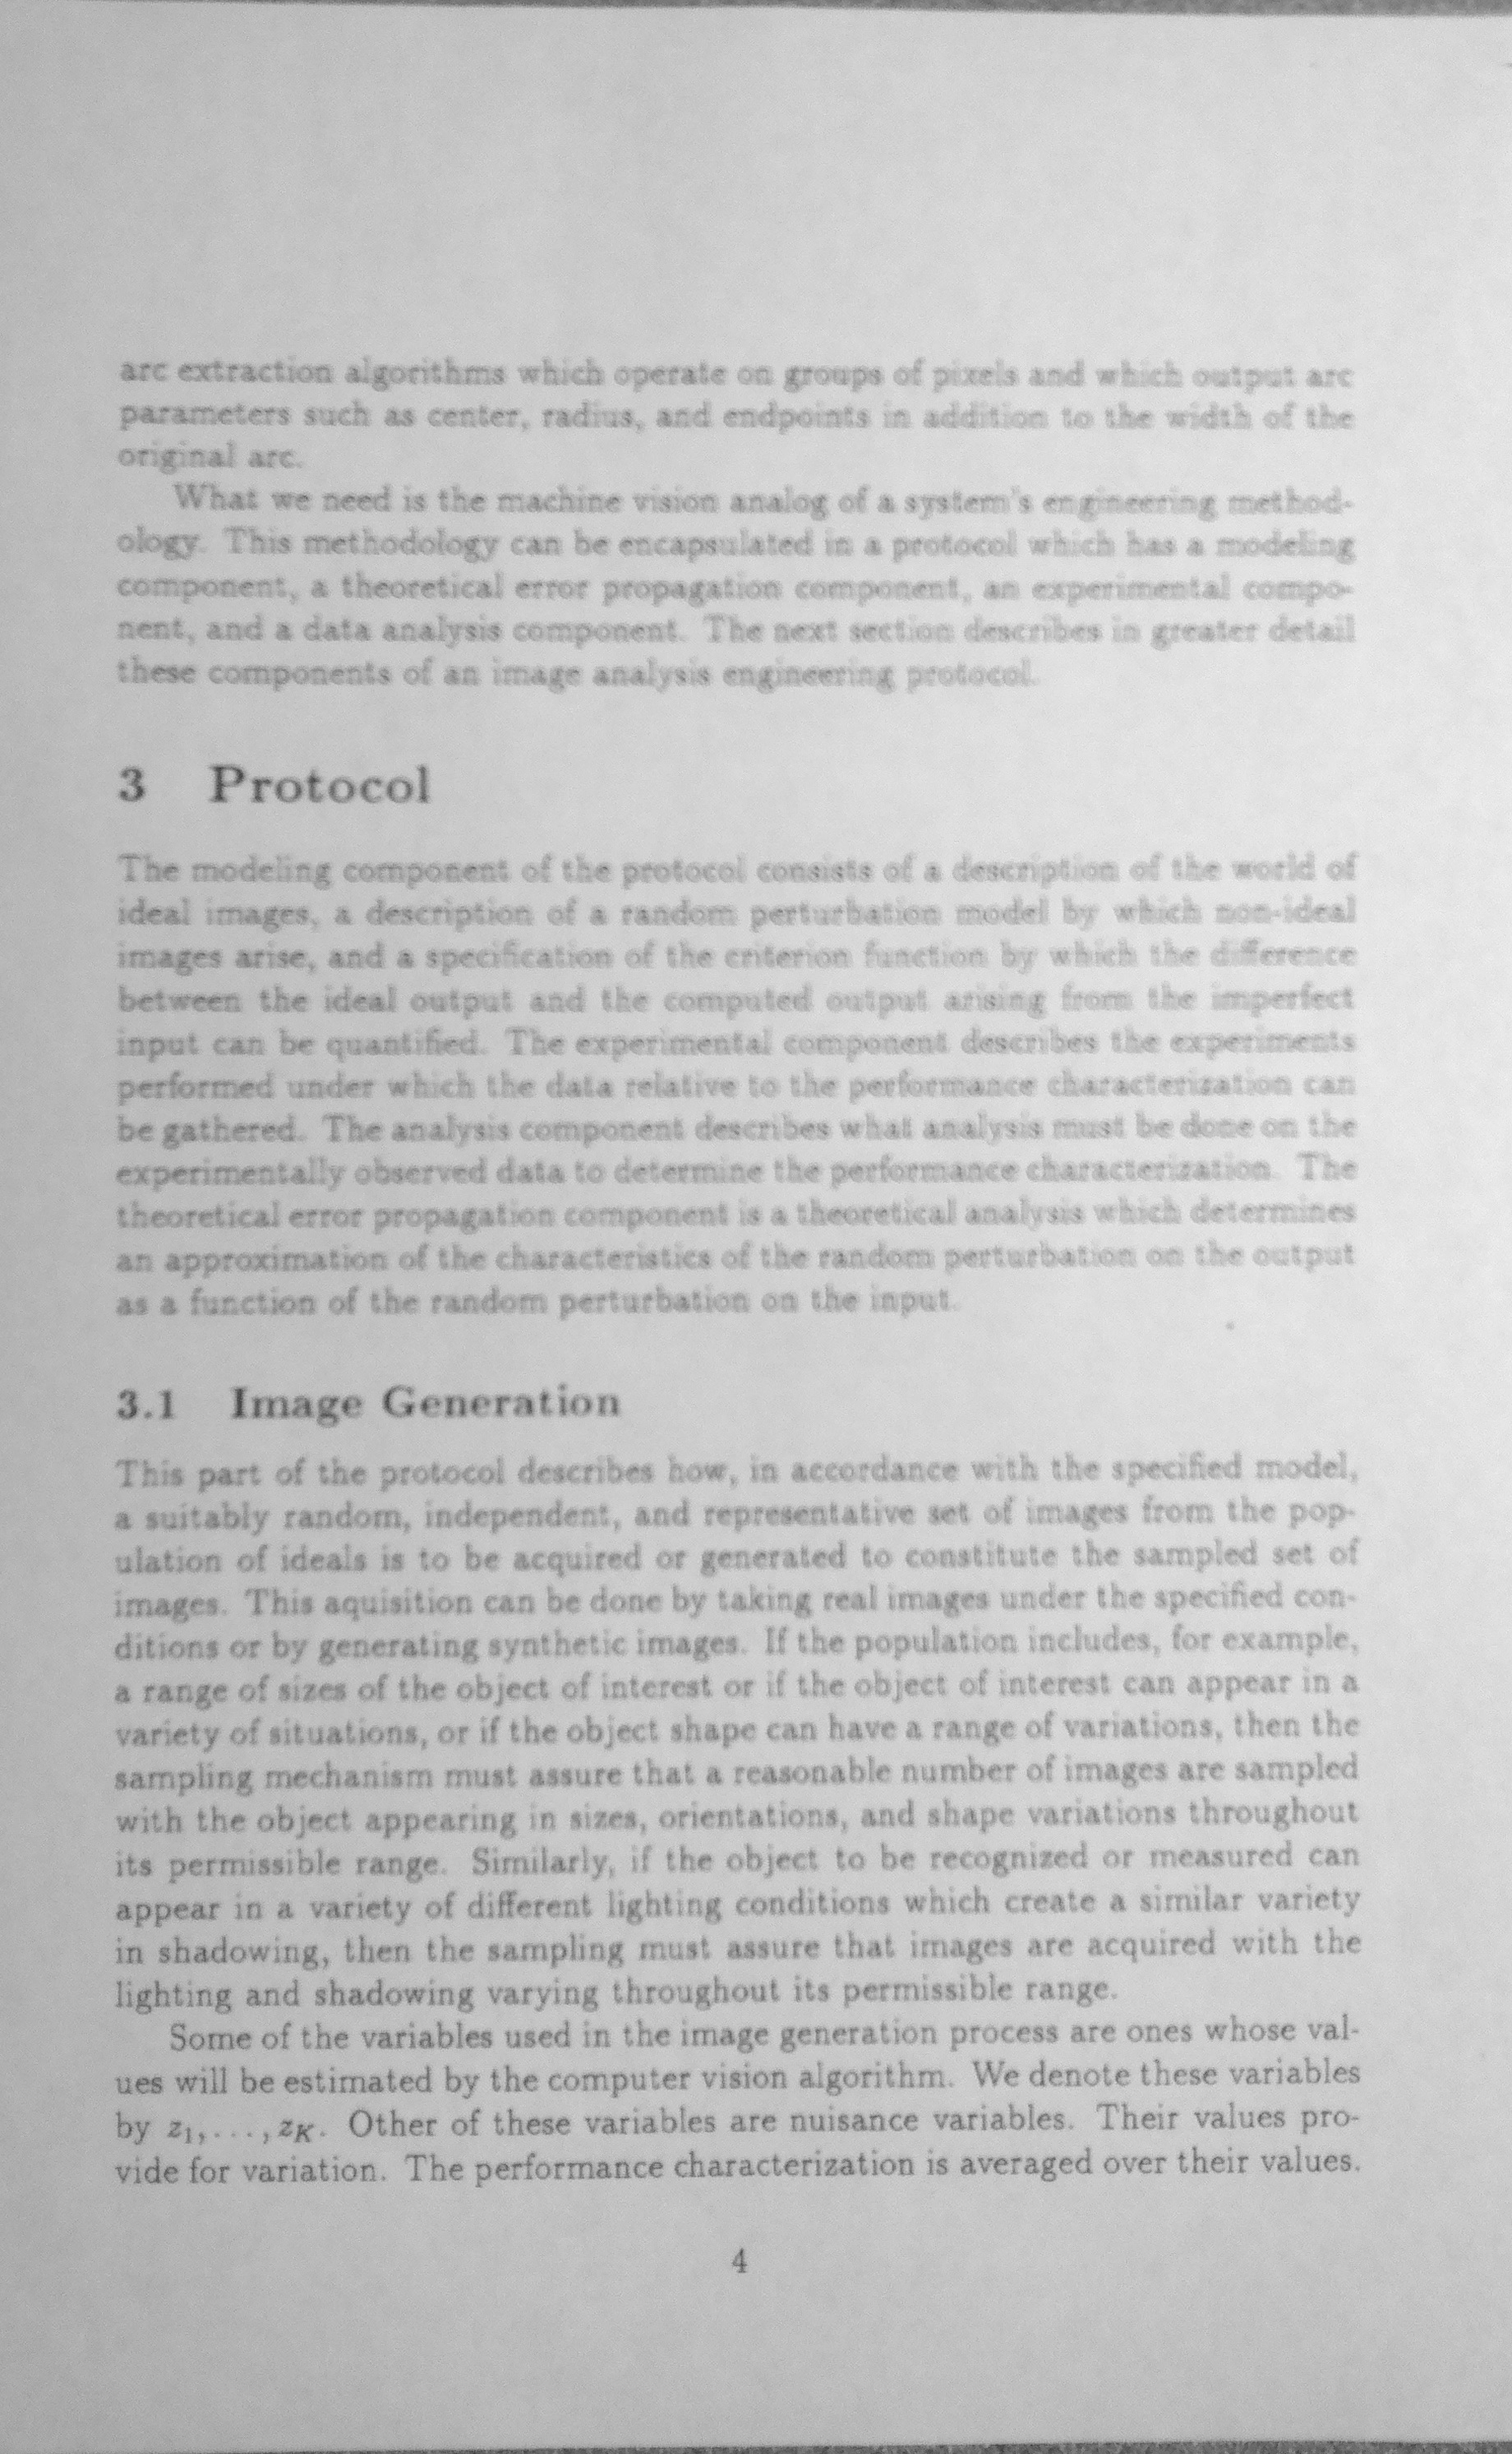 arc extraction algorithms which operate on groups of pixels and which output arc
parameters such as center, radius, and endpoints in addition to the width of the
original arc.
What we need is the machine vision analog of a system's engineering method-
ology. This methodology can be encapsulated in a protocol which has a modeling
component, a theoretical error propagation component, an experimental compo-
nent, and a data analysis component. The next section describes in greater detail
these components of an image analysis engineering protocol.
3 Protocol
The modeling component of the protocol consists of a description of the world of
ideal images, a description of a random perturbation model by which non-ideal
images arise, and a specification of the criterion function by which the difference
between the ideal output and the computed output arising from the imperfect
input can be quantified. The experimental component describes the experiments
performed under which the data relative to the performance characterization can
be gathered. The analysis component describes what analysis must be done on the
experimentally observed data to determine the performance characterization. The
theoretical error propagation component is a theoretical analysis which determines
an approximation of the characteristics of the random perturbation on the output
as a function of the random perturbation on the input.
3.1 Image Generation
This part of the protocol describes how, in accordance with the specified model,
a suitably random, independent, and representative set of images from the pop-
ulation of ideals is to be acquired or generated to constitute the sampled set of
images. This aquisition can be done by taking real images under the specified con-
ditions or by generating synthetic images. If the population includes, for example,
a range of sizes of the object of interest or if the object of interest can appear in a
variety of situations, or if the object shape can have a range of variations, then the
sampling mechanism must assure that a reasonable number of images are sampled
with the object appearing in sizes, orientations, and shape variations throughout
its permissible range. Similarly, if the object to be recognized or measured can
appear in a variety of different lighting conditions which create a similar variety
in shadowing, then the sampling must assure that images are acquired with the
lighting and shadowing varying throughout its permissible range.
Some of the variables used in the image generation process are ones whose val-
ues will be estimated by the computer vision algorithm. We denote these variables
by z₁, . . . , z_K. Other of these variables are nuisance variables. Their values pro-
vide for variation. The performance characterization is averaged over their values.
4